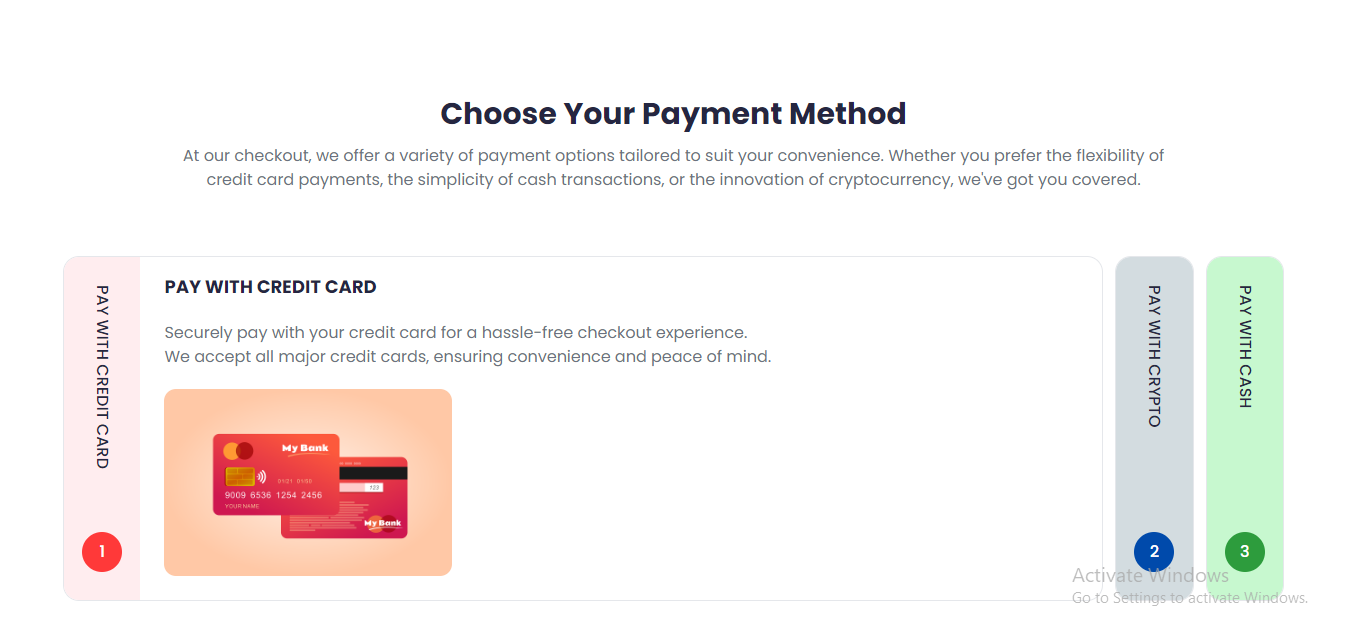 Choose Your Payment Method
At our checkout, we offer a variety of payment options tailored to suit your convenience. Whether you prefer the flexibility of
credit card payments, the simplicity of cash transactions, or the innovation of cryptocurrency, we've got you covered.
PAY WITH CREDIT CARD
1
PAY WITH CREDIT CARD
Securely pay with your credit card for a hassle-free checkout experience.
We accept all major credit cards, ensuring convenience and peace of mind.
My Bank
01/21 01/03
9009 6536 1254 2456
YOUR NAME
123
My Bank
PAY WITH CRYPTO
2
PAY WITH CASH
3
Activate Windows
Go to Settings to activate Windows.